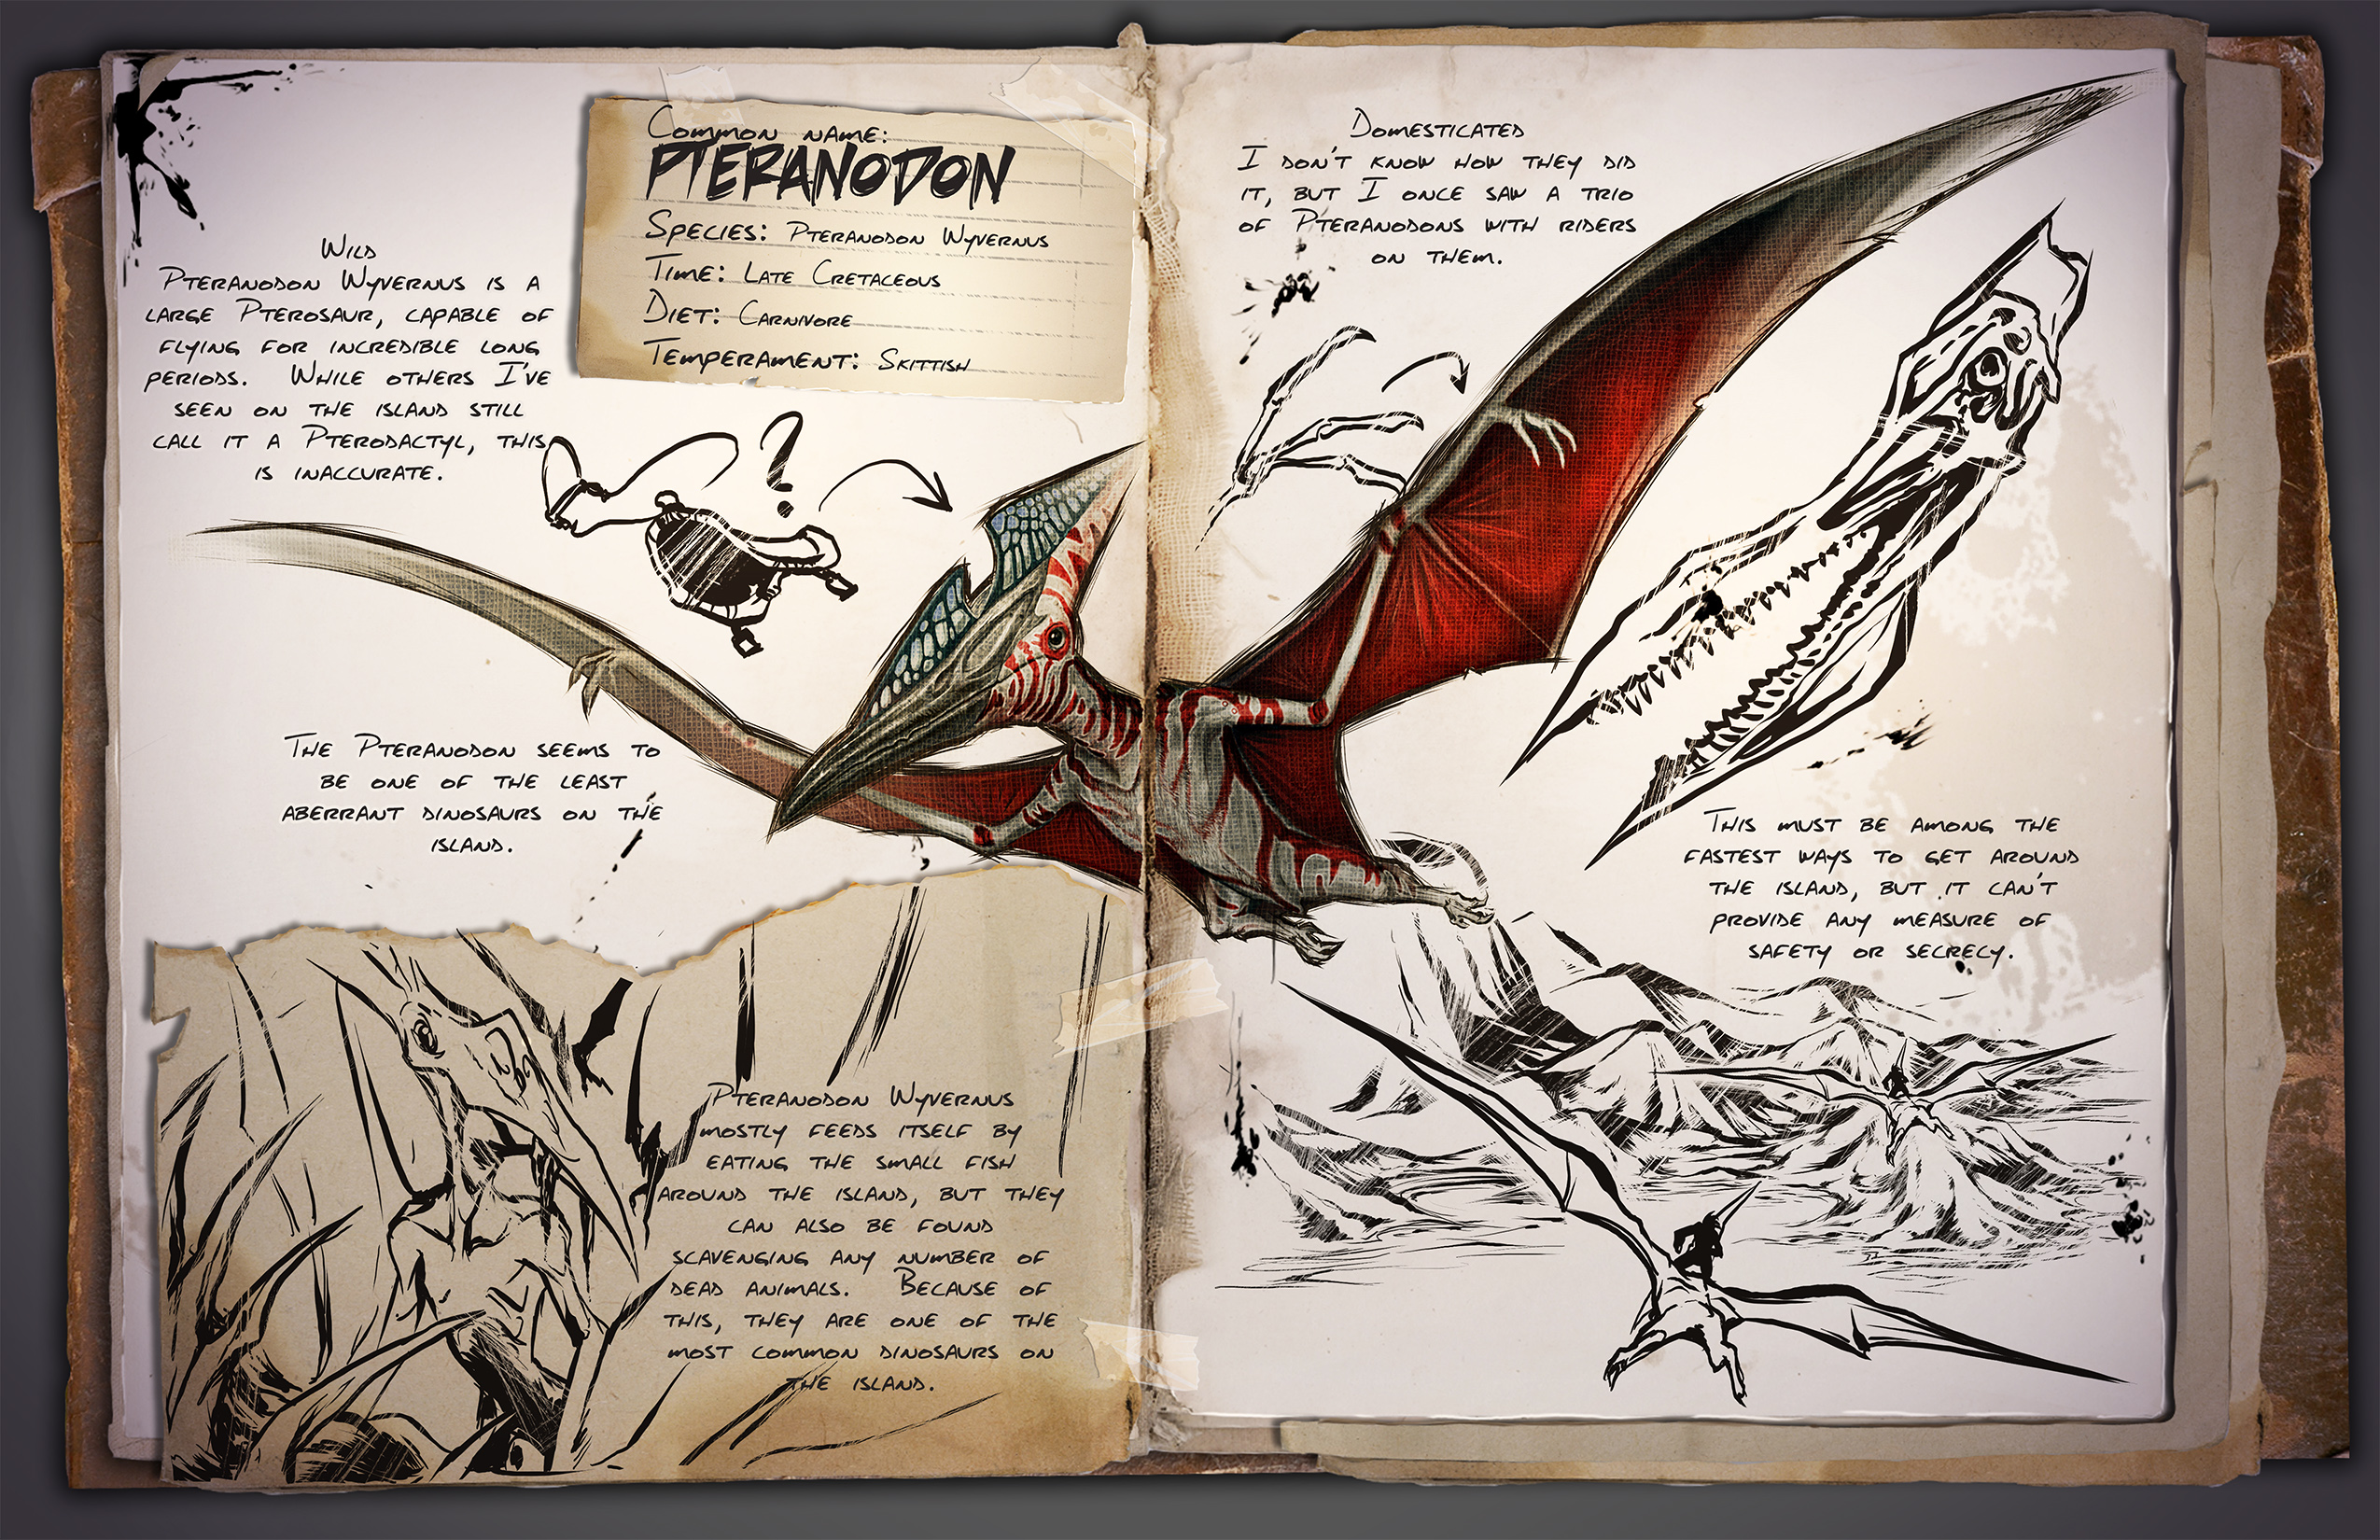 Common name:
PTERANODON
Species: Pteranodon Wyvernus
Time: Late Cretaceous
Diet: Carnivore
Temperament: Skittish
Wild
Pteranodon Wyvernus is a
large Pterosaur, capable of
flying for incredible long
periods. While others I've
seen on the island still
call it a Pterodactyl, this
is inaccurate.
?
The Pteranodon seems to
be one of the least
aberrant dinosaurs on the
island.
Pteranodon Wyvernus
mostly feeds itself by
eating the small fish
around the island, but they
can also be found
scavenging any number of
dead animals. Because of
this, they are one of the
most common dinosaurs on
the island.
Domesticated
I don't know how they did
it, but I once saw a trio
of Pteranodons with riders
on them.
This must be among the
fastest ways to get around
the island, but it can't
provide any measure of
safety or secrecy.